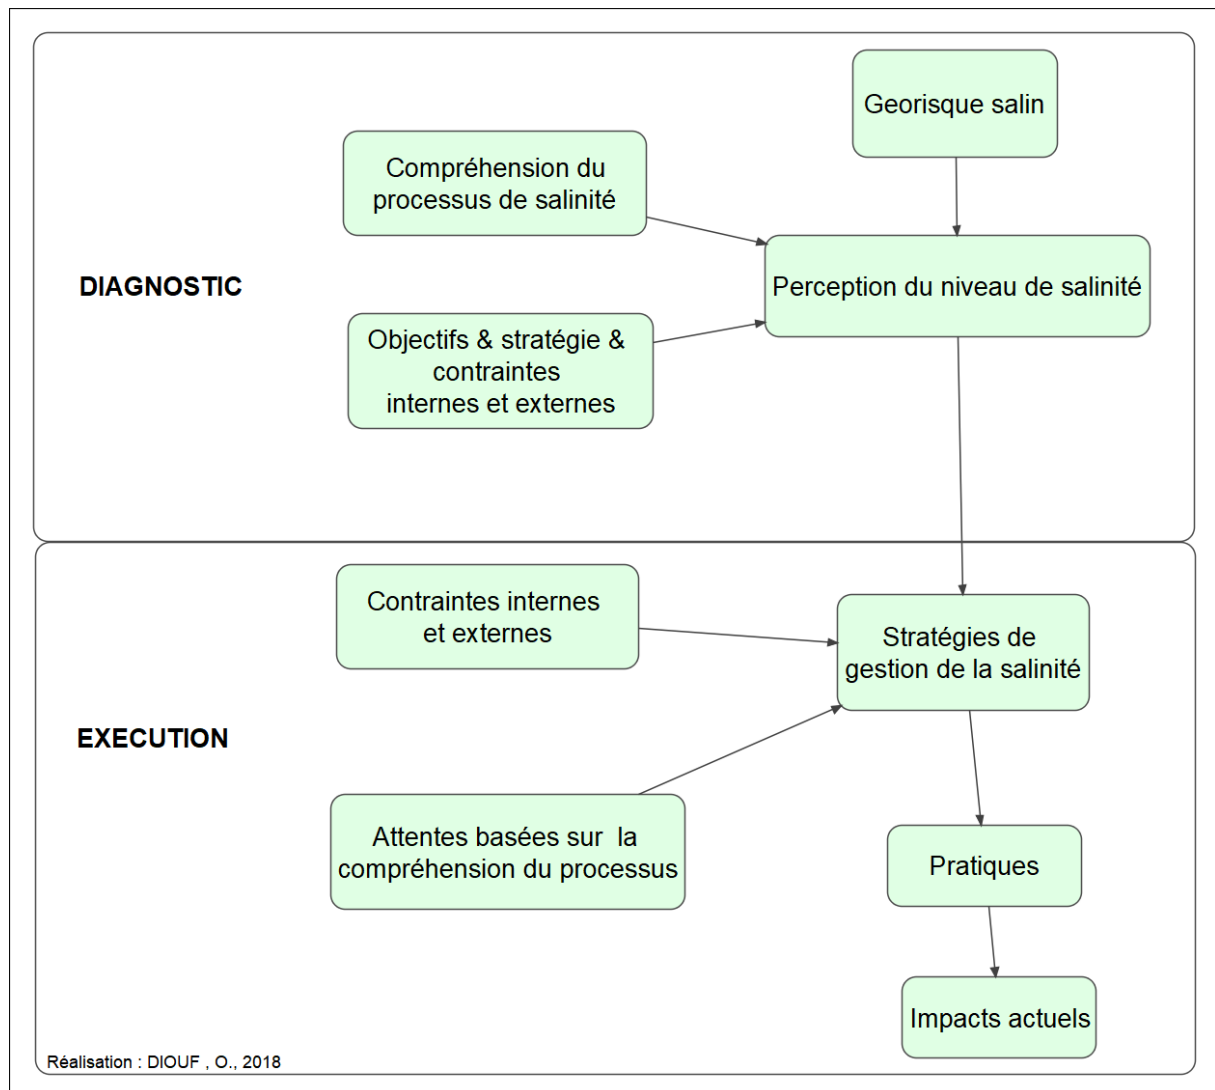 Georisque salin
Compréhension du
processus de salinité
DIAGNOSTIC
Perception du niveau de salinité
Objectifs & stratégie &
contraintes
internes et externes
Contraintes internes
et externes
Stratégies de
gestion de la salinité
EXECUTION
Attentes basées sur  la
compréhension du processus
Pratiques
Impacts actuels
Réalisation : DIOUF , O., 2018